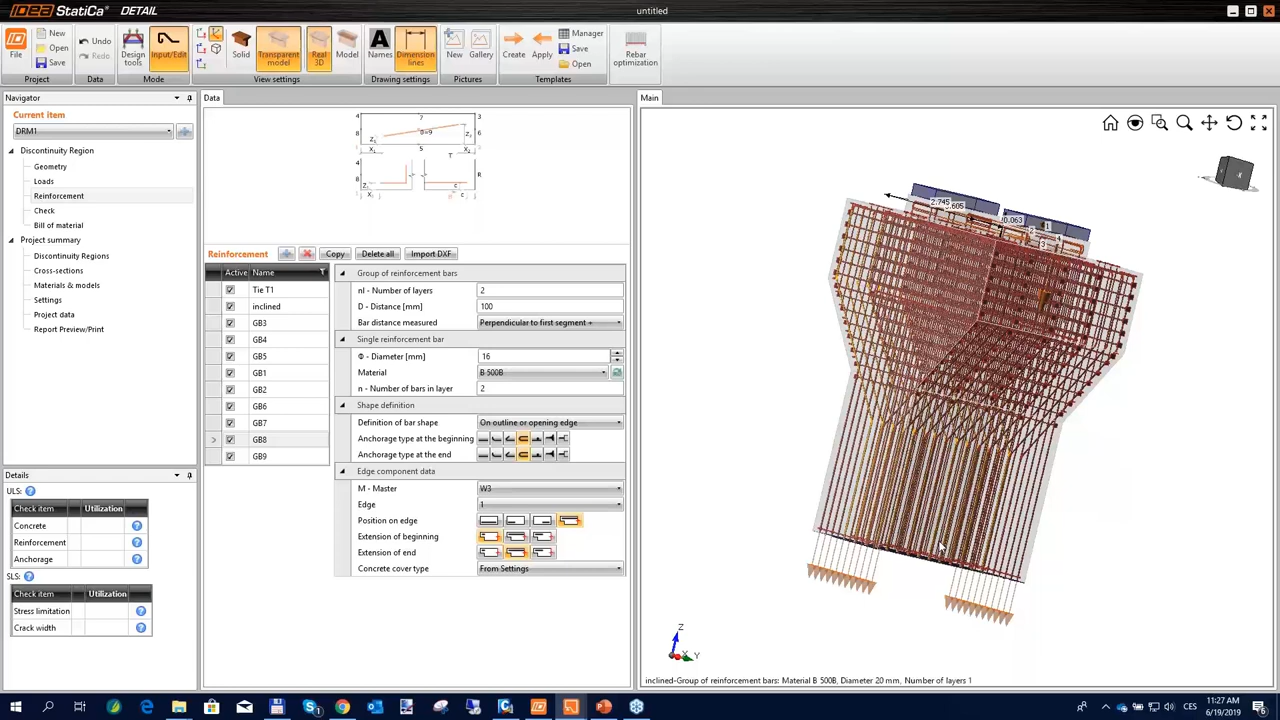 IDEA StatiCa® DETAIL
untitled
File
New
Open
Save
Project
Undo
Redo
Data
Design tools
Input/Edit
Mode
Solid
Transparent model
Real 3D
Model
View settings
Names
Dimension lines
Drawing settings
New
Gallery
Pictures
Create
Apply
Manager
Save
Open
Templates
Rebar optimization
Navigator
Current item
DRM1
Discontinuity Region
Geometry
Loads
Reinforcement
Check
Bill of material
Project summary
Discontinuity Regions
Cross-sections
Materials & models
Settings
Project data
Report Preview/Print
Details
ULS:
Check item Utilization
Concrete
Reinforcement
Anchorage
SLS:
Check item Utilization
Stress limitation
Crack width
Data
Reinforcement Copy Delete all Import DXF
Active Name
Tie T1
inclined
GB3
GB4
GB5
GB1
GB2
GB6
GB7
GB8
GB9
Group of reinforcement bars
nl - Number of layers 2
D - Distance [mm] 100
Bar distance measured Perpendicular to first segment +
Single reinforcement bar
Φ - Diameter [mm] 16
Material B 500B
n - Number of bars in layer 2
Shape definition
Definition of bar shape On outline or opening edge
Anchorage type at the beginning
Anchorage type at the end
Edge component data
M - Master W3
Edge 1
Position on edge
Extension of beginning
Extension of end
Concrete cover type From Settings
Main
2.745
Z
Y
inclined-Group of reinforcement bars: Material B 500B, Diameter 20 mm, Number of layers 1
CES
11:27 AM
6/19/2019